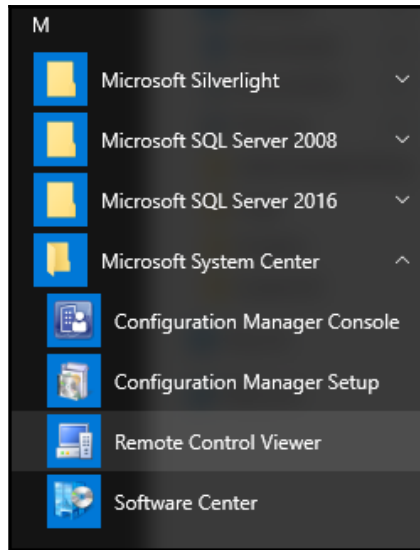 M
Microsoft Silverlight
Microsoft SQL Server 2008
Microsoft SQL Server 2016
Microsoft System Center
Configuration Manager Console
Configuration Manager Setup
Remote Control Viewer
Software Center